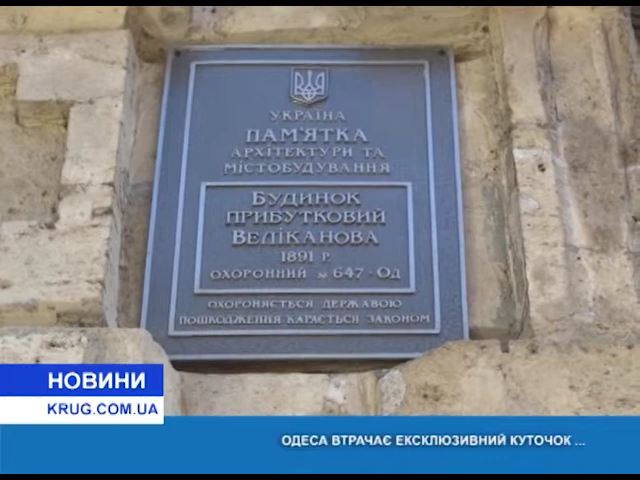 УКРАЇНА
ПАМ'ЯТКА
АРХІТЕКТУРИ ТА
МІСТОБУДУВАННЯ
БУДИНОК
ПРИБУТКОВИЙ
ВЕЛІКАНОВА
1891 Р.
ОХОРОННИЙ № 647-ОД
ОХОРОНЯЄТЬСЯ ДЕРЖАВОЮ
ПОШКОДЖЕННЯ КАРАЄТЬСЯ ЗАКОНОМ
НОВИНИ
KRUG.COM.UA
ОДЕСА ВТРАЧАЄ ЕКСКЛЮЗИВНИЙ КУТОЧОК ...